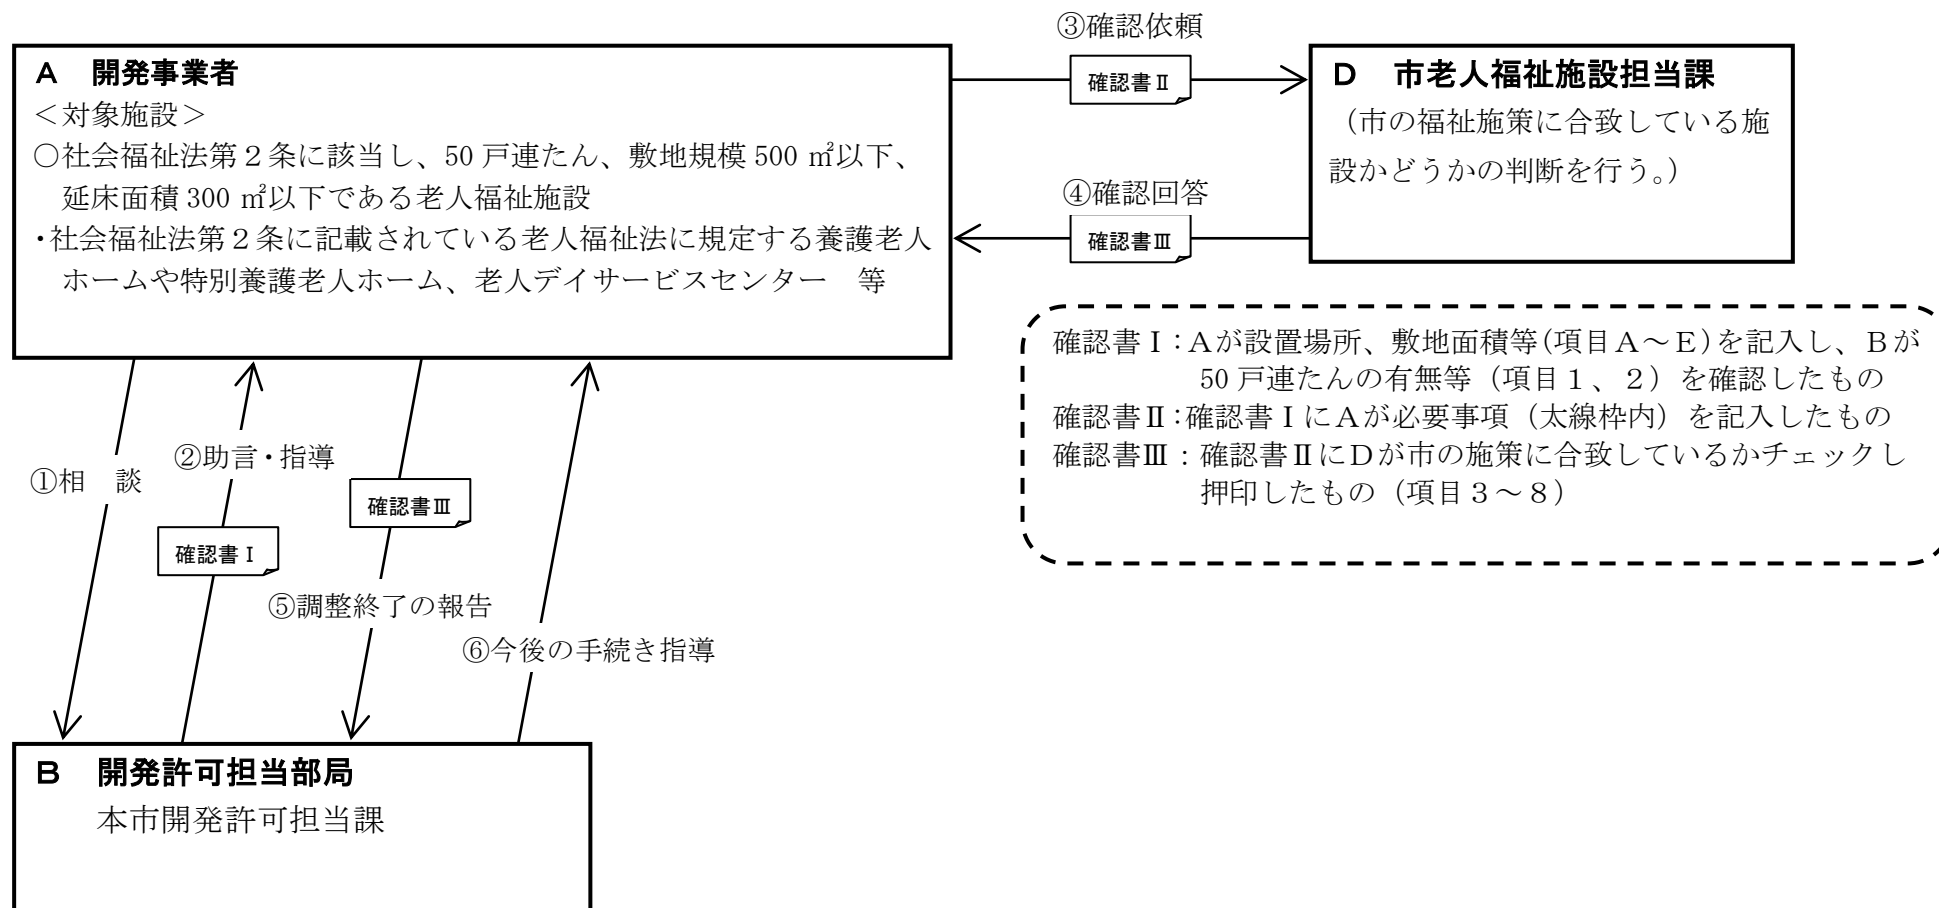 ③確認依頼
A 開発事業者
＜対象施設＞
○社会福祉法第２条に該当し、50 戸連たん、敷地規模 500 ㎡以下、
延床面積 300 ㎡以下である老人福祉施設
・社会福祉法第２条に記載されている老人福祉法に規定する養護老人
ホームや特別養護老人ホーム、老人デイサービスセンター　等
確認書Ⅱ
D 市老人福祉施設担当課
（市の福祉施策に合致している施
設かどうかの判断を行う。）
④確認回答
確認書Ⅲ
確認書Ⅰ：Ａが設置場所、敷地面積等（項目Ａ～Ｅ）を記入し、Ｂが
50 戸連たんの有無等（項目１、２）を確認したもの
確認書Ⅱ：確認書ⅠにＡが必要事項（太線枠内）を記入したもの
確認書Ⅲ：確認書ⅡにＤが市の施策に合致しているかチェックし
押印したもの（項目３～８）
①相　談
②助言・指導
確認書Ⅰ
確認書Ⅲ
⑤調整終了の報告
⑥今後の手続き指導
B 開発許可担当部局
本市開発許可担当課